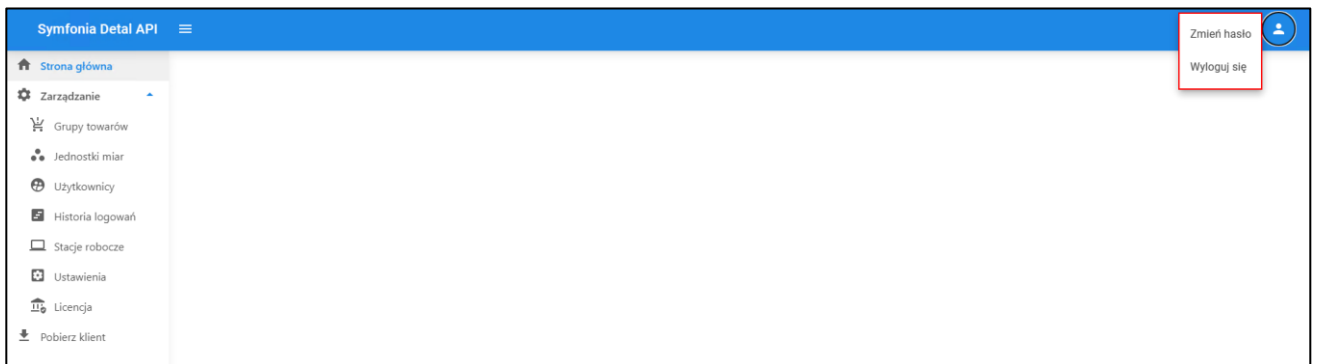 Symfonia Detal API
Zmień hasło
Wyloguj się
Strona główna
Zarządzanie
Grupy towarów
Jednostki miar
Użytkownicy
Historia logowań
Stacje robocze
Ustawienia
Licencja
Pobierz klient